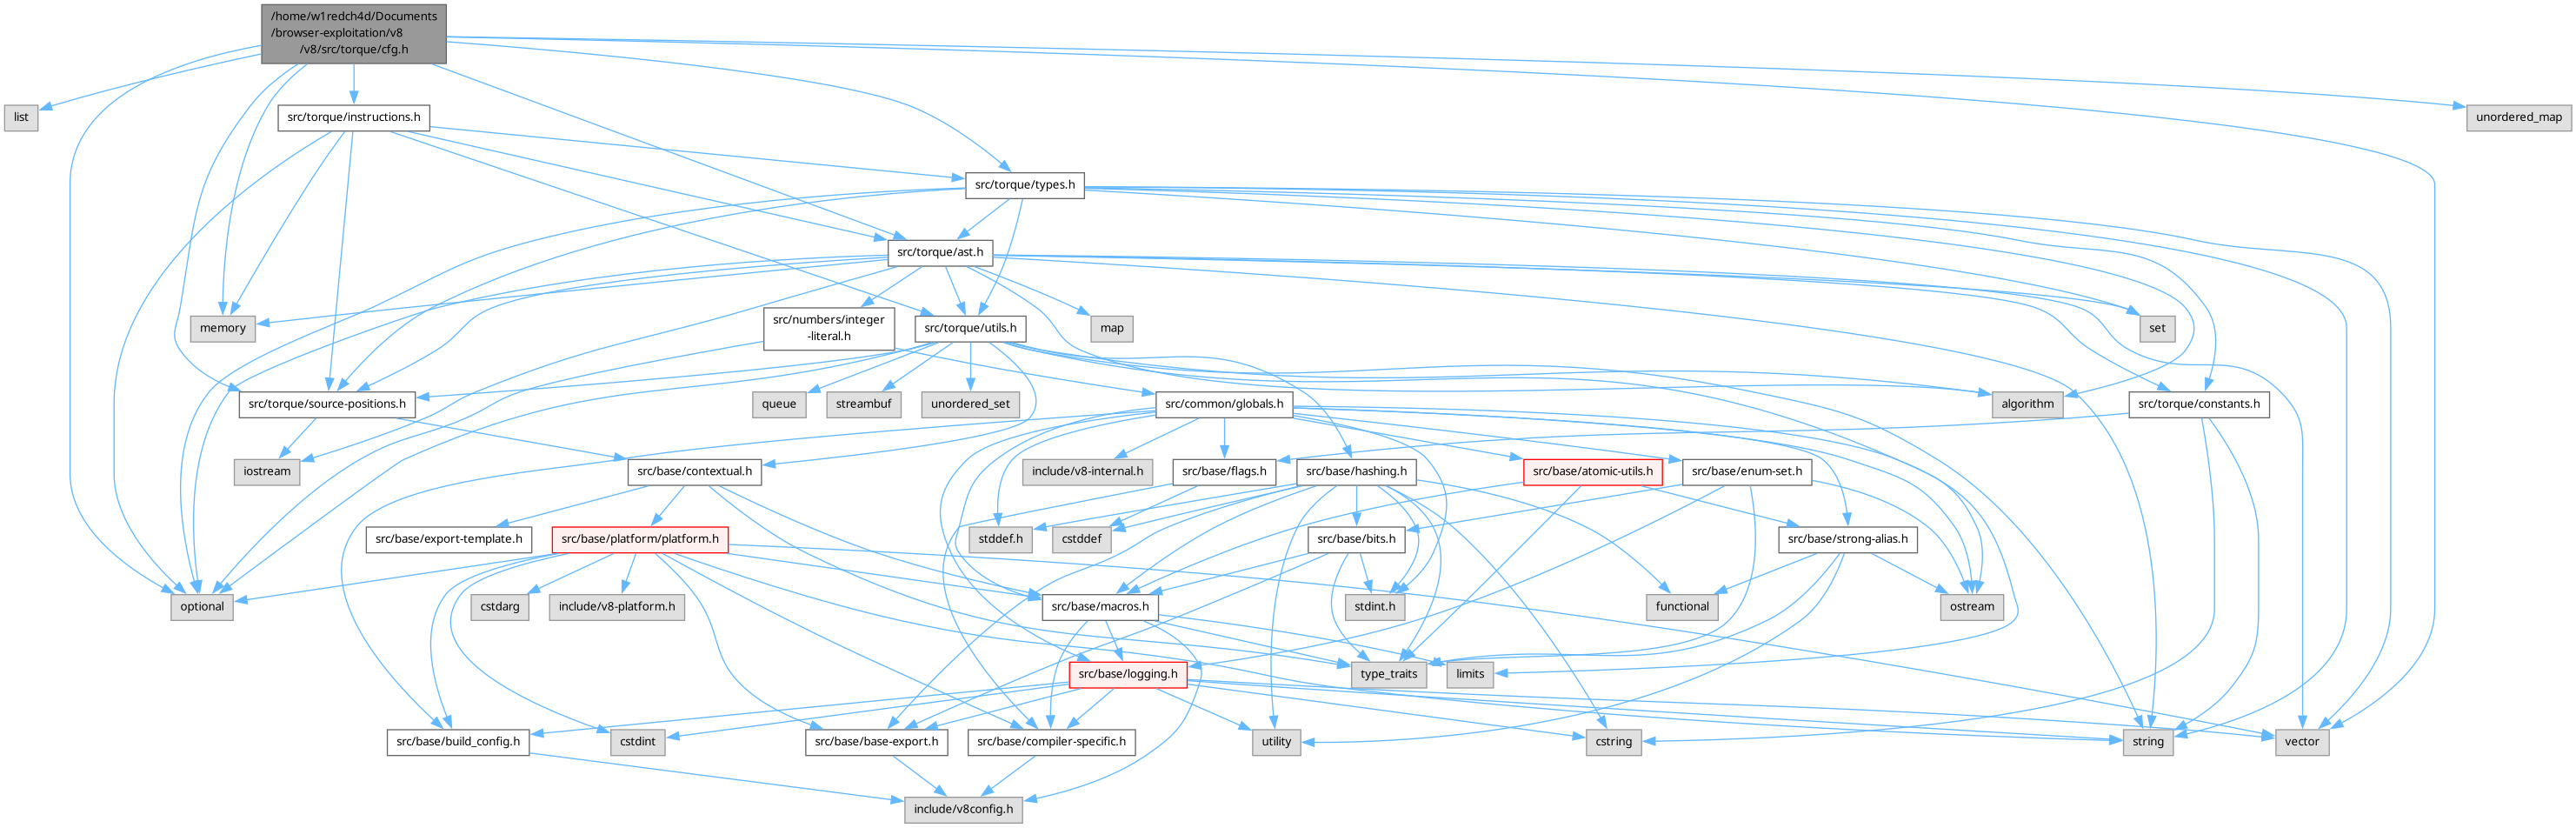 /home/w1redch4d/Documents
/browser-exploitation/v8
/v8/src/torque/cfg.h
list
src/torque/instructions.h
unordered_map
src/torque/types.h
src/torque/ast.h
memory
src/numbers/integer
-literal.h
src/torque/utils.h
map
set
src/torque/source-positions.h
queue
streambuf
unordered_set
src/common/globals.h
algorithm
src/torque/constants.h
iostream
src/base/contextual.h
include/v8-internal.h
src/base/flags.h
src/base/hashing.h
src/base/atomic-utils.h
src/base/enum-set.h
src/base/export-template.h
src/base/platform/platform.h
stddef.h
cstddef
src/base/bits.h
src/base/strong-alias.h
optional
cstdarg
include/v8-platform.h
src/base/macros.h
stdint.h
functional
ostream
src/base/logging.h
type_traits
limits
src/base/build_config.h
cstdint
src/base/base-export.h
src/base/compiler-specific.h
utility
cstring
string
vector
include/v8config.h